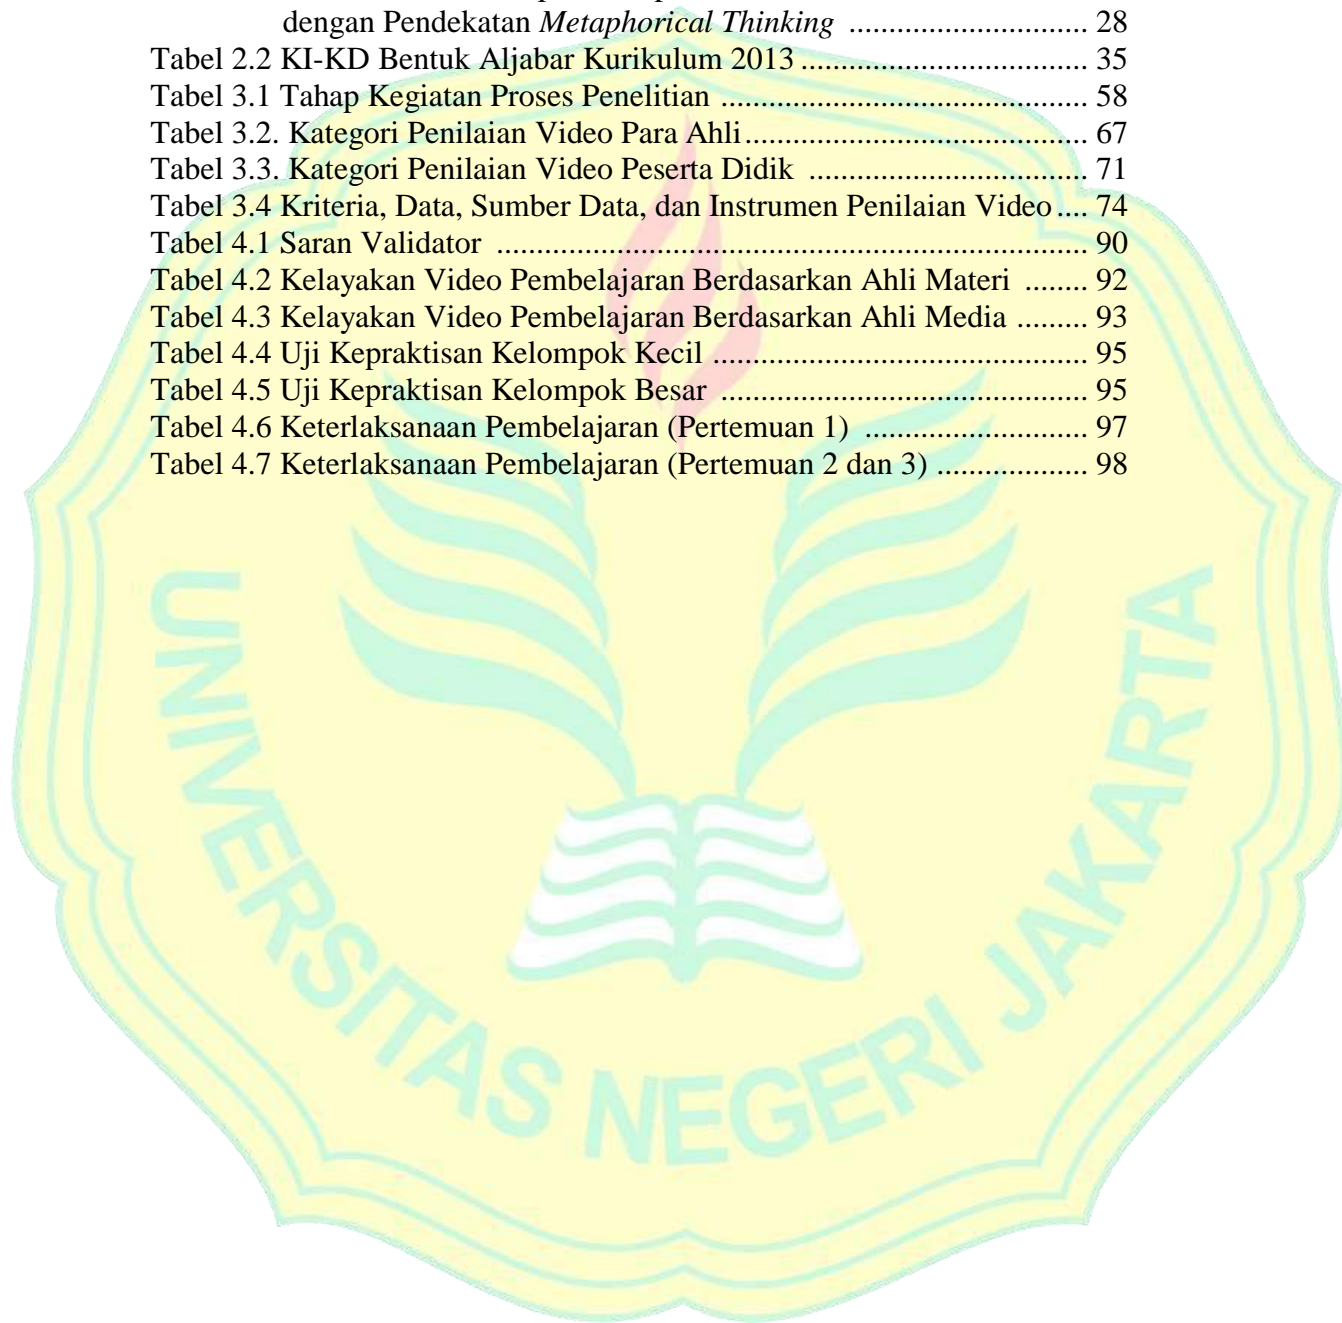 dengan Pendekatan Metaphorical Thinking ............................... 28
Tabel 2.2 KI-KD Bentuk Aljabar Kurikulum 2013 ..................................... 35
Tabel 3.1 Tahap Kegiatan Proses Penelitian ............................................... 58
Tabel 3.2. Kategori Penilaian Video Para Ahli............................................ 67
Tabel 3.3. Kategori Penilaian Video Peserta Didik .................................... 71
Tabel 3.4 Kriteria, Data, Sumber Data, dan Instrumen Penilaian Video .... 74
Tabel 4.1 Saran Validator ........................................................................... 90
Tabel 4.2 Kelayakan Video Pembelajaran Berdasarkan Ahli Materi ........ 92
Tabel 4.3 Kelayakan Video Pembelajaran Berdasarkan Ahli Media ......... 93
Tabel 4.4 Uji Kepraktisan Kelompok Kecil ................................................ 95
Tabel 4.5 Uji Kepraktisan Kelompok Besar ............................................... 95
Tabel 4.6 Keterlaksanaan Pembelajaran (Pertemuan 1) ............................. 97
Tabel 4.7 Keterlaksanaan Pembelajaran (Pertemuan 2 dan 3) ................... 98
UNIVERSITAS NEGERI JAKARTA